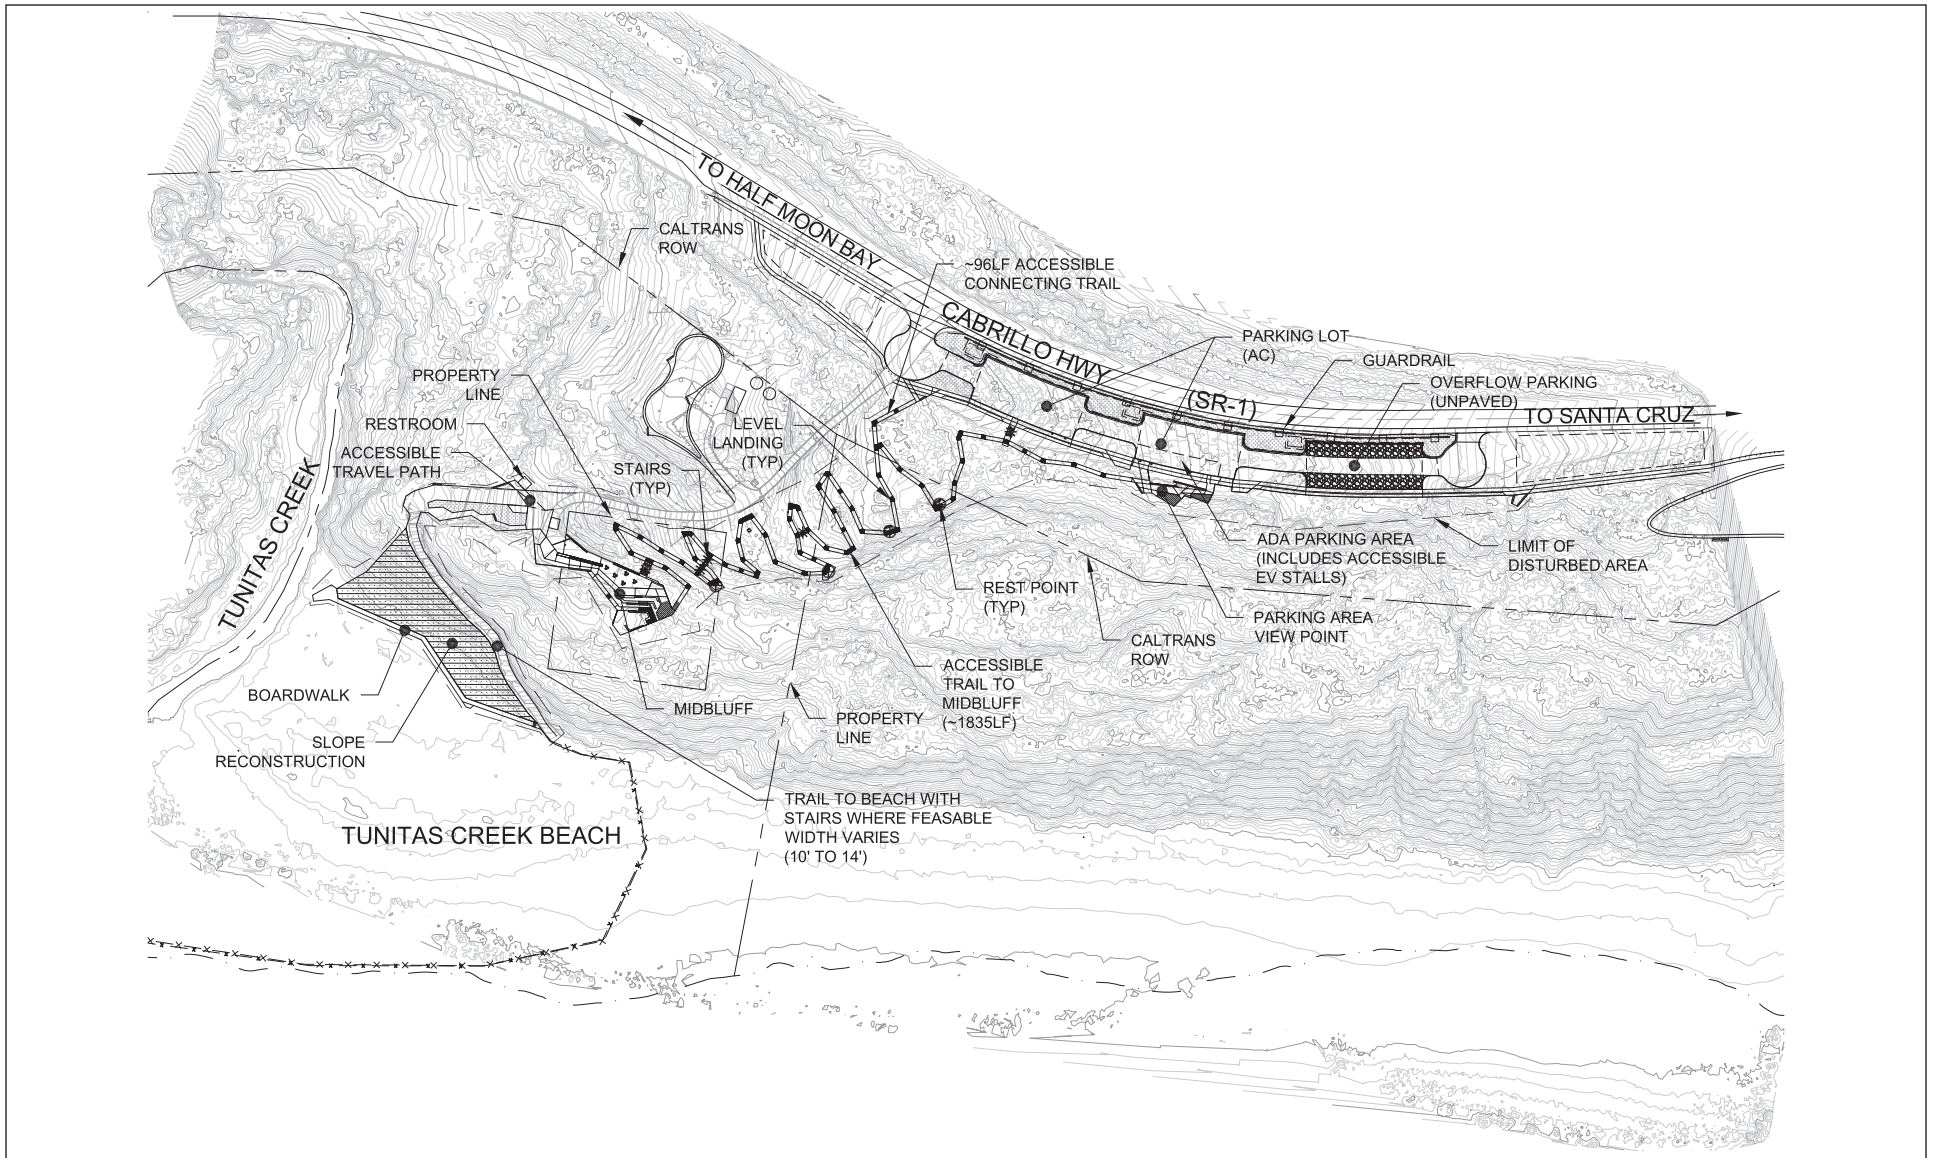 TO HALF MOON BAY
CALTRANS
ROW
~96LF ACCESSIBLE
CONNECTING TRAIL
CABRILLO HWY
(SR-1)
PARKING LOT
(AC)
GUARDRAIL
OVERFLOW PARKING
(UNPAVED)
TO SANTA CRUZ
PROPERTY
LINE
RESTROOM
ACCESSIBLE
TRAVEL PATH
LEVEL
LANDING
(TYP)
STAIRS
(TYP)
TUNITAS CREEK
ADA PARKING AREA
(INCLUDES ACCESSIBLE
EV STALLS)
LIMIT OF
DISTURBED AREA
REST POINT
(TYP)
PARKING AREA
VIEW POINT
CALTRANS
ROW
ACCESSIBLE
TRAIL TO
MIDBLUFF
(~1835LF)
BOARDWALK
MIDBLUFF
PROPERTY
LINE
SLOPE
RECONSTRUCTION
TRAIL TO BEACH WITH
STAIRS WHERE FEASABLE
WIDTH VARIES
(10' TO 14')
TUNITAS CREEK BEACH